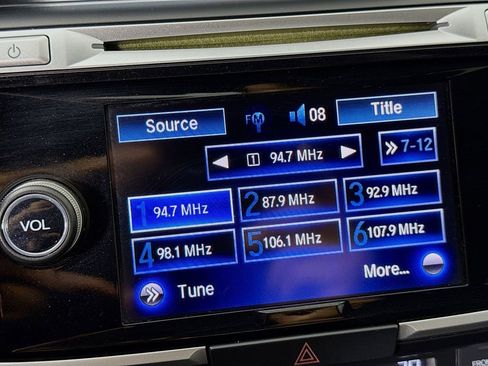 Source
FM
08
Title
1 94.7 MHz
7-12
1 94.7 MHz
2 87.9 MHz
3 92.9 MHz
VOL
4 98.1 MHz
5 106.1 MHz
6 107.9 MHz
More...
Tune